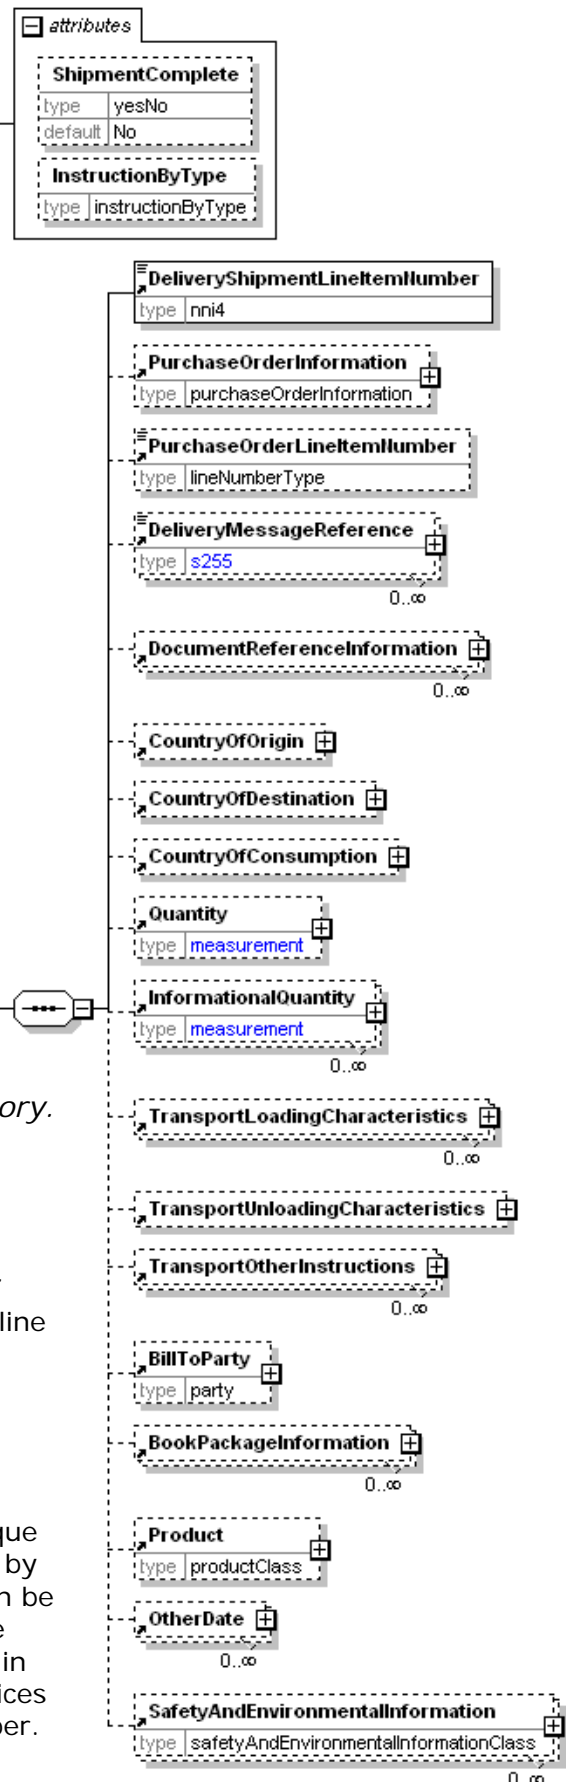 attributes
ShipmentComplete
type yesNo
default No
InstructionByType
type instructionByType
DeliveryShipmentLineItemNumber
type nni4
PurchaseOrderInformation
type purchaseOrderInformation
PurchaseOrderLineItemNumber
type lineNumberType
DeliveryMessageReference
type s255
0..∞
DocumentReferenceInformation
0..∞
CountryOfOrigin
CountryOfDestination
CountryOfConsumption
Quantity
type measurement
InformationalQuantity
type measurement
0..∞
ory.
TransportLoadingCharacteristics
0..∞
TransportUnloadingCharacteristics
TransportOtherInstructions
0..∞
line
BillToParty
type party
BookPackageInformation
0..∞
que
by
n be
e
in
ices
ber.
Product
type productClass
OtherDate
0..∞
SafetyAndEnvironmentalInformation
type safetyAndEnvironmentalInformationClass
0..∞